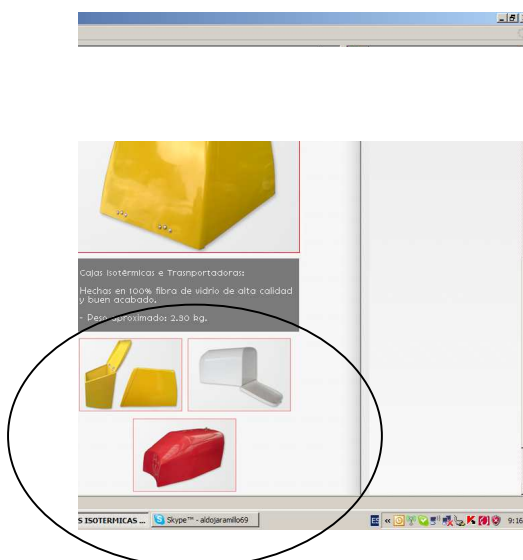 Cajas Isotérmicas e Trasnportadoras:
Hechas en 100% fibra de vidrio de alta calidad
y buen acabado.
- Peso aproximado: 2.90 kg.
S ISOTERMICAS ... Skype™ - aldojaramillo69 ES « 9:16